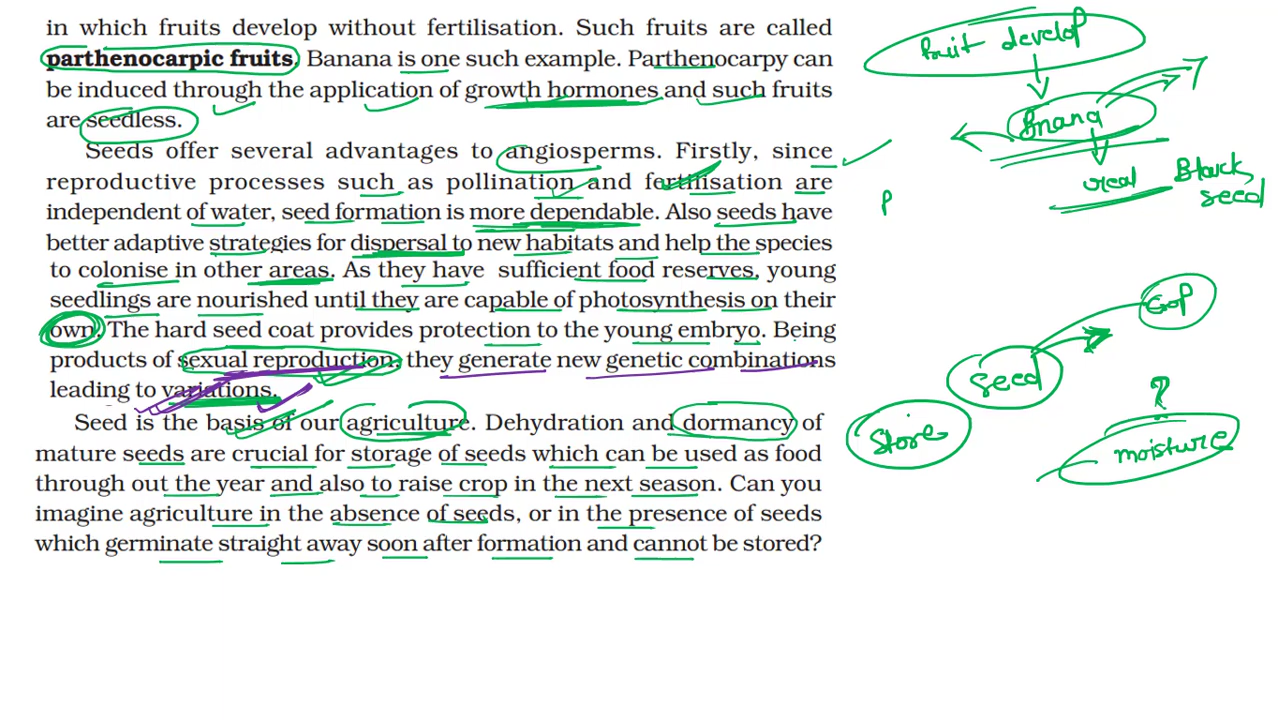 in which fruits develop without fertilisation. Such fruits are called
parthenocarpic fruits. Banana is one such example. Parthenocarpy can
be induced through the application of growth hormones and such fruits
are seedless.
Seeds offer several advantages to angiosperms. Firstly, since
reproductive processes such as pollination and fertilisation are
independent of water, seed formation is more dependable. Also seeds have
better adaptive strategies for dispersal to new habitats and help the species
to colonise in other areas. As they have sufficient food reserves, young
seedlings are nourished until they are capable of photosynthesis on their
own. The hard seed coat provides protection to the young embryo. Being
products of sexual reproduction, they generate new genetic combinations
leading to variations.
Seed is the basis of our agriculture. Dehydration and dormancy of
mature seeds are crucial for storage of seeds which can be used as food
through out the year and also to raise crop in the next season. Can you
imagine agriculture in the absence of seeds, or in the presence of seeds
which germinate straight away soon after formation and cannot be stored?
fruit develop
Black
seed
P
seed
Store
?
moisture